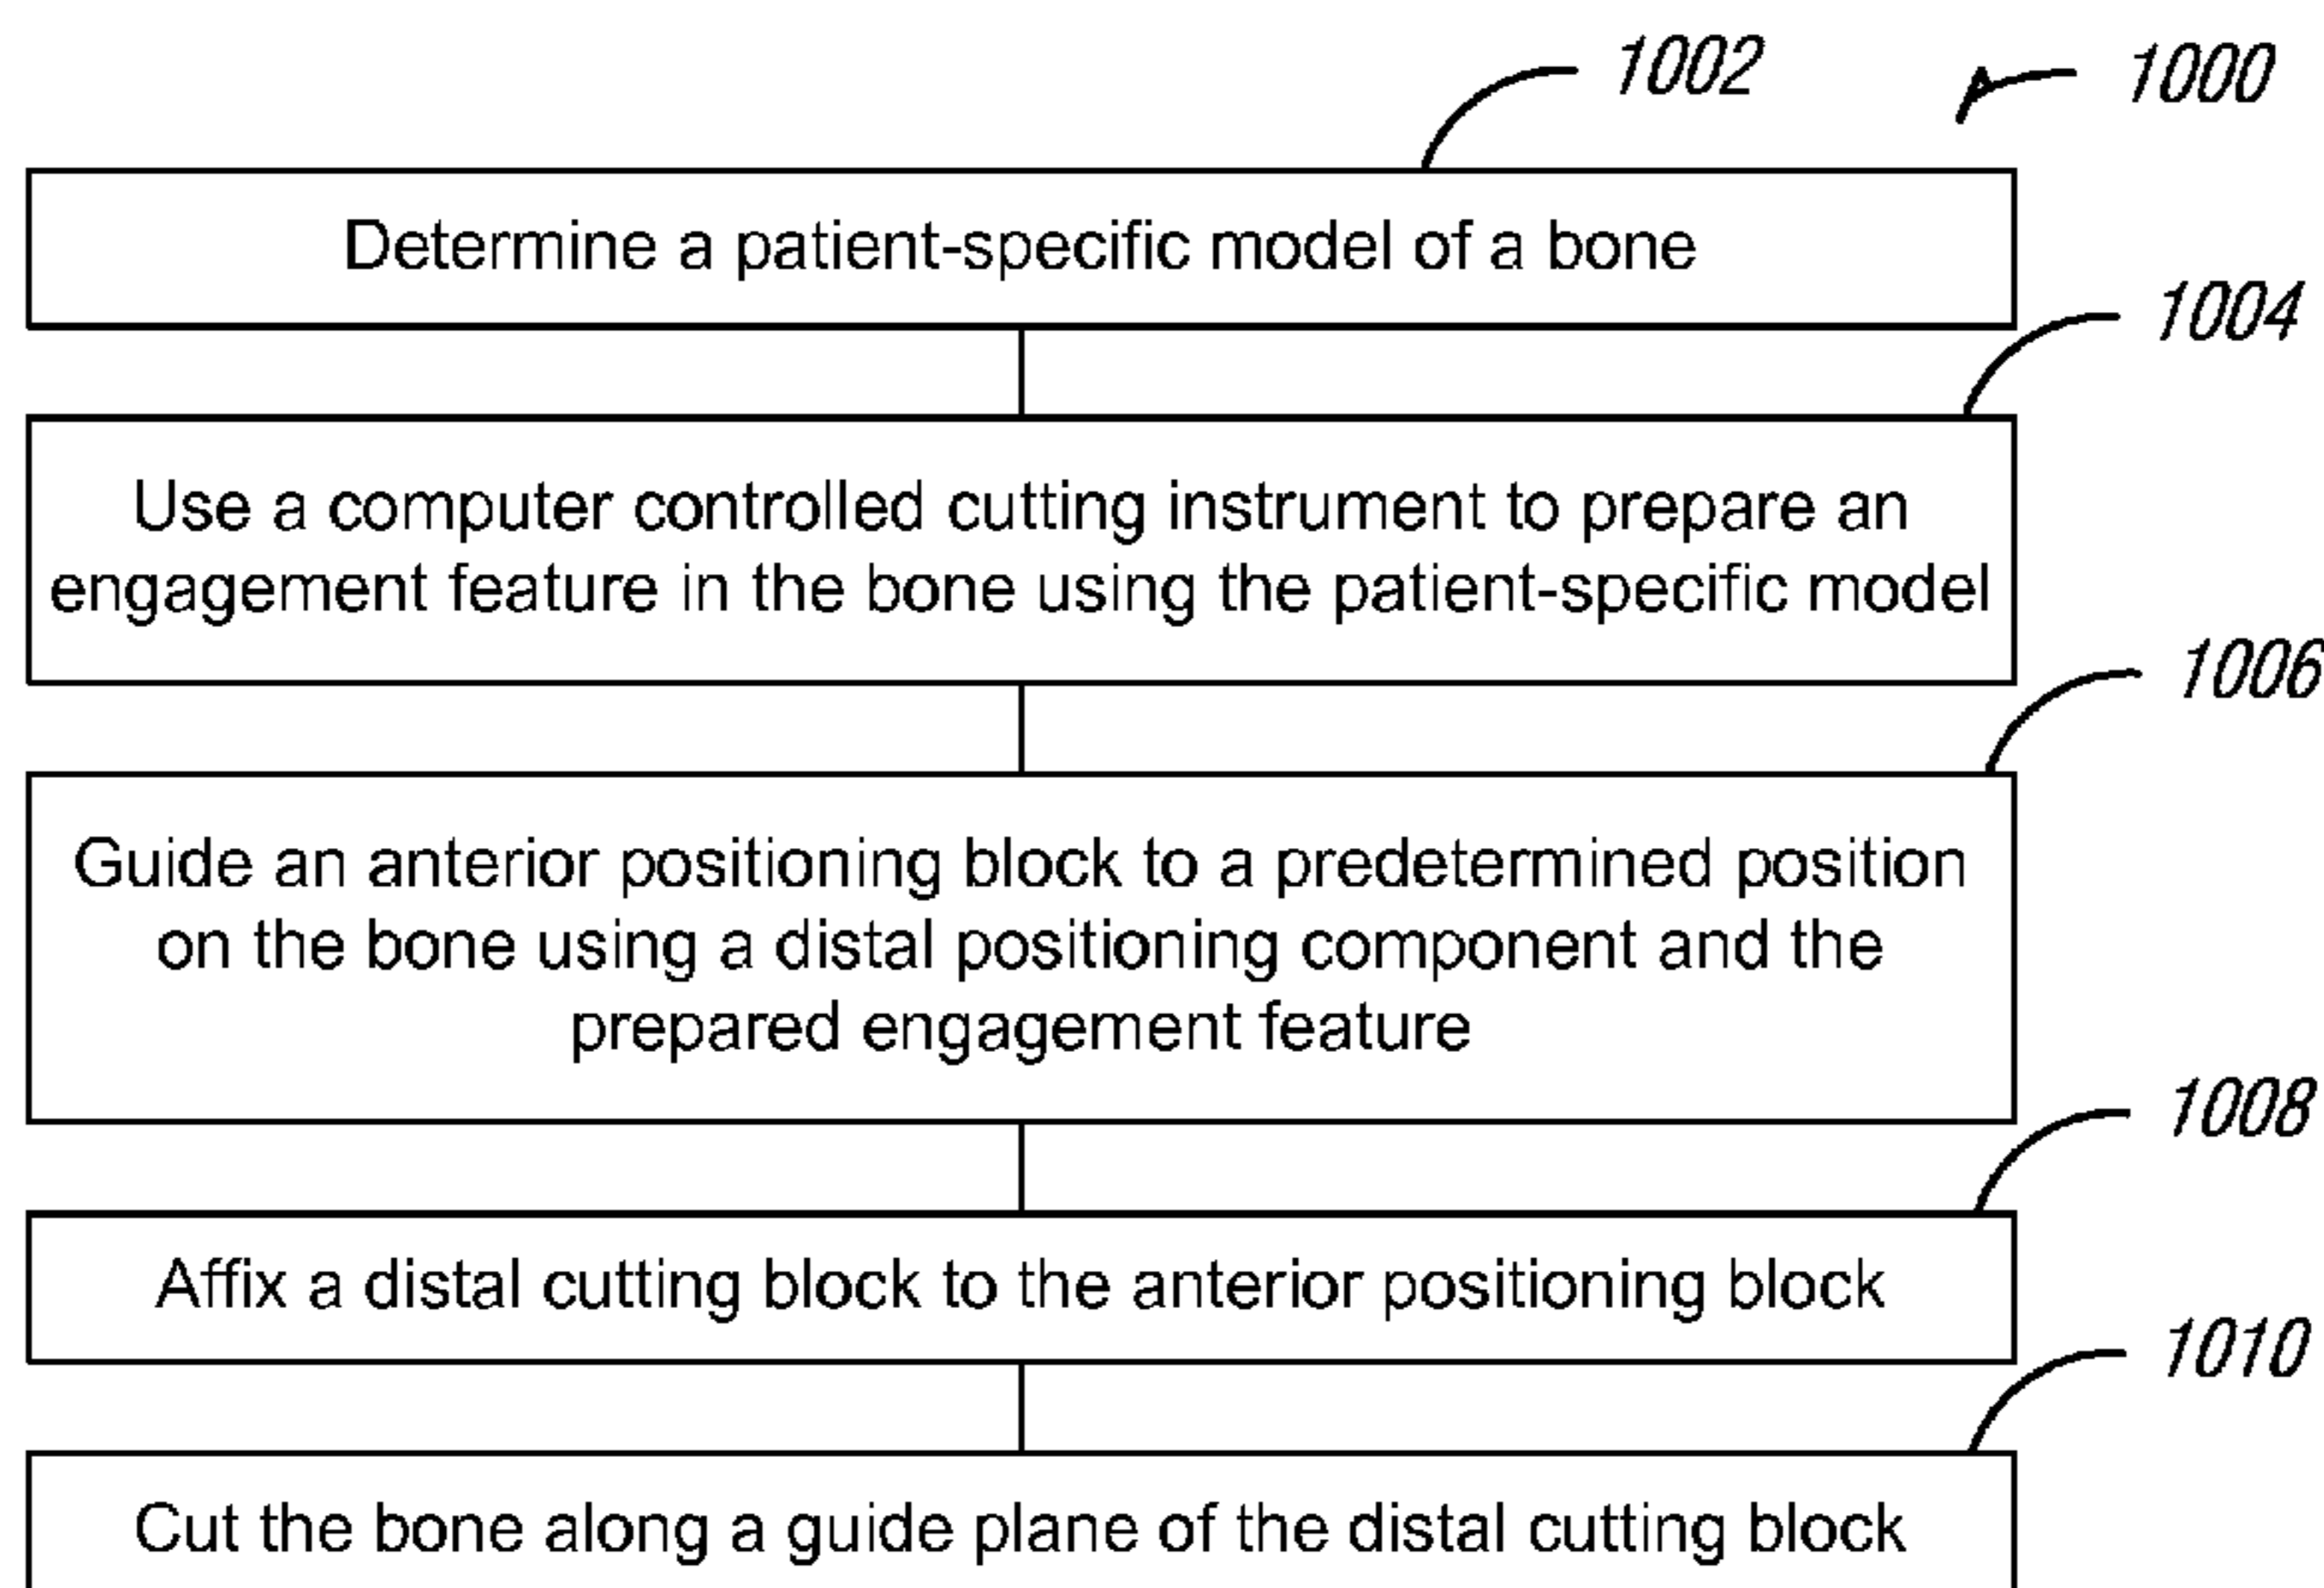 1002
1000
Determine a patient-specific model of a bone
1004
Use a computer controlled cutting instrument to prepare an
engagement feature in the bone using the patient-specific model
1006
Guide an anterior positioning block to a predetermined position
on the bone using a distal positioning component and the
prepared engagement feature
1008
Affix a distal cutting block to the anterior positioning block
1010
Cut the bone along a guide plane of the distal cutting block